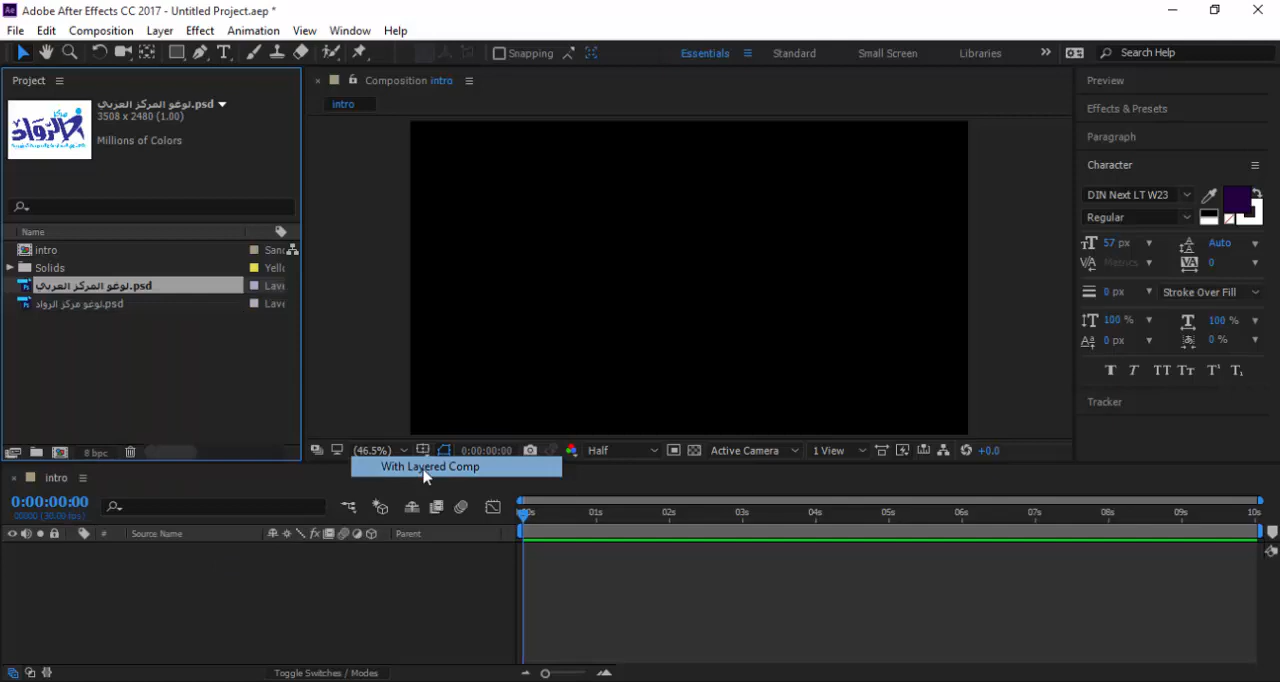 Adobe After Effects CC 2017 - Untitled Project.aep *
File Edit Composition Layer Effect Animation View Window Help
Snapping
Essentials
Standard
Small Screen
Libraries
Search Help
Project
لوغو المركز العربي.psd
3508 x 2480 (1.00)
Millions of Colors
مركز
الرواد
Name
intro
Solids
Yello
لوغو المركز العربي.psd
لوغو مركز الرواد.psd
8 bpc
Composition intro
intro
(46.5%)
0:00:00:00
Half
Active Camera
1 View
+0.0
With Layered Comp
Preview
Effects & Presets
Paragraph
Character
DIN Next LT W23
Regular
57 px
Auto
Metrics
0
0 px
Stroke Over Fill
100 %
100 %
0 px
0 %
Tracker
intro
0:00:00:00
00000 (30.00 fps)
# Source Name
Parent
00s 01s 02s 03s 04s 05s 06s 07s 08s 09s 10s
Toggle Switches / Modes